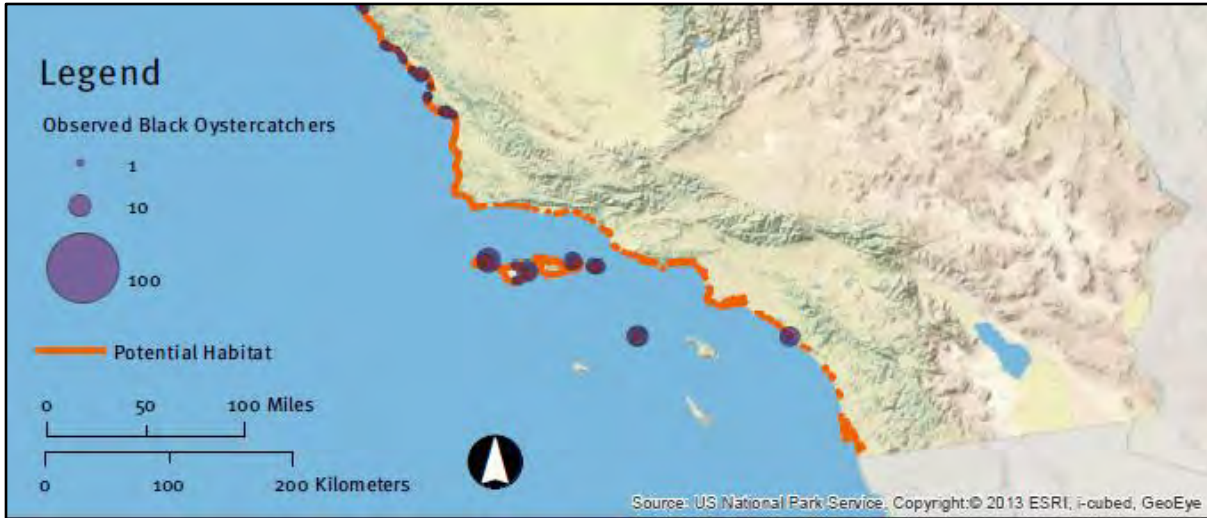 Legend
Observed Black Oystercatchers
1
10
100
Potential Habitat
0 50 100 Miles
0 100 200 Kilometers
Source: US National Park Service, Copyright:© 2013 ESRI, i-cubed, GeoEye